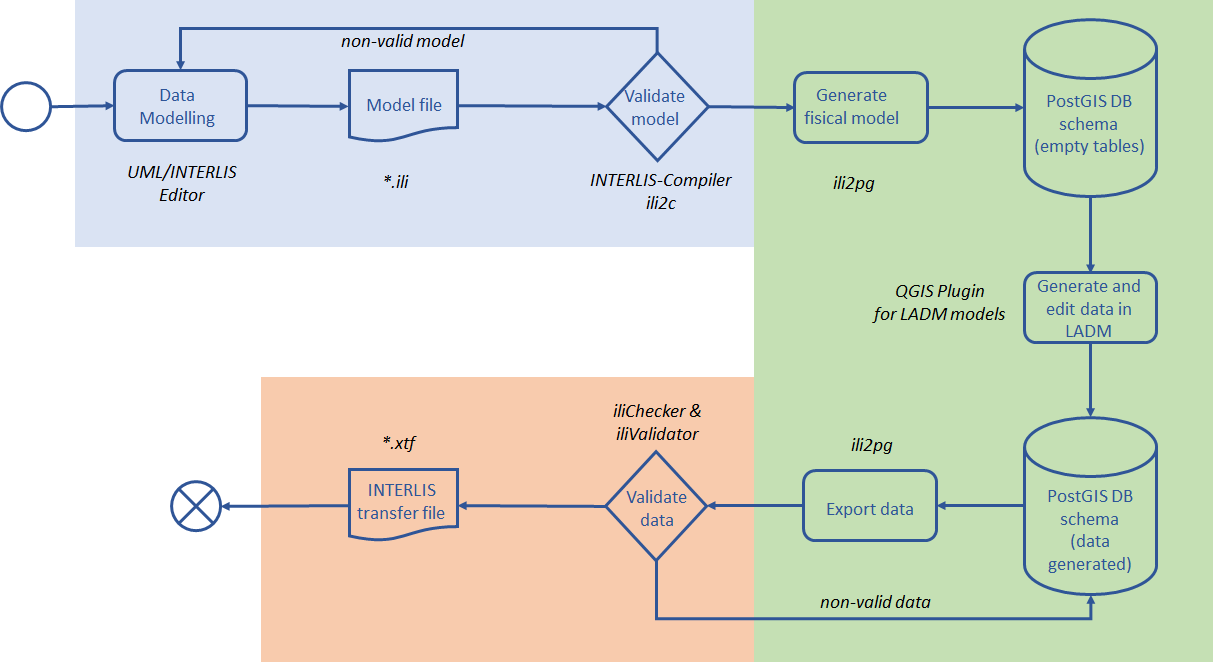 non-valid model
Data
Modelling
Model file
Validate
model
Generate
fisical model
PostGIS DB
schema
(empty tables)
UML/INTERLIS
Editor
*.ili
INTERLIS-Compiler
ili2c
ili2pg
QGIS Plugin
for LADM models
Generate and
edit data in
LADM
iliChecker &
iliValidator
*.xtf
ili2pg
INTERLIS
transfer file
Validate
data
Export data
PostGIS DB
schema
(data
generated)
non-valid data